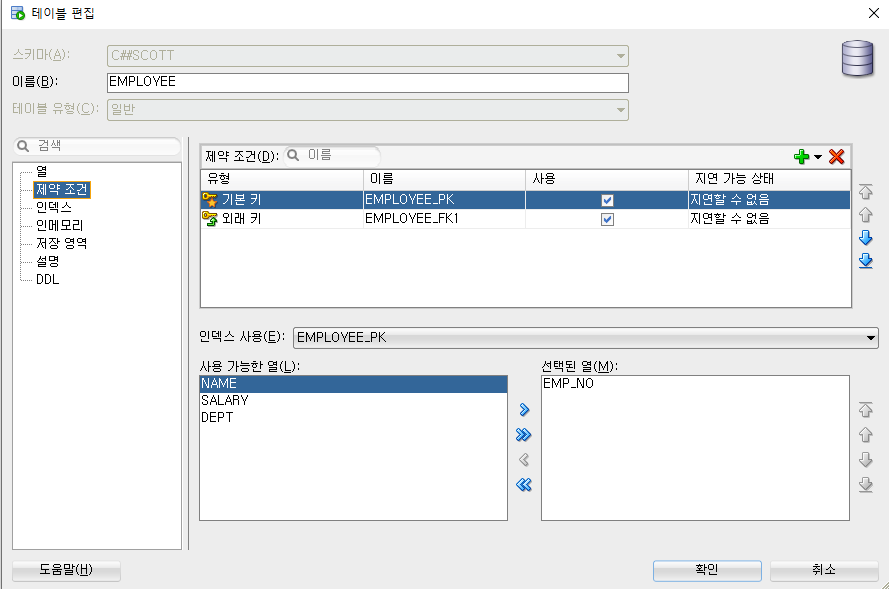 테이블 편집
스키마(A): C##SCOTT
이름(B): EMPLOYEE
테이블 유형(C): 일반
검색
열
제약 조건
인덱스
인메모리
저장 영역
설명
DDL
제약 조건(D): 이름
유형 이름 사용 지연 가능 상태
기본 키 EMPLOYEE_PK 지연할 수 없음
외래 키 EMPLOYEE_FK1 지연할 수 없음
인덱스 사용(E): EMPLOYEE_PK
사용 가능한 열(L):
NAME
SALARY
DEPT
선택된 열(M):
EMP_NO
도움말(H) 확인 취소